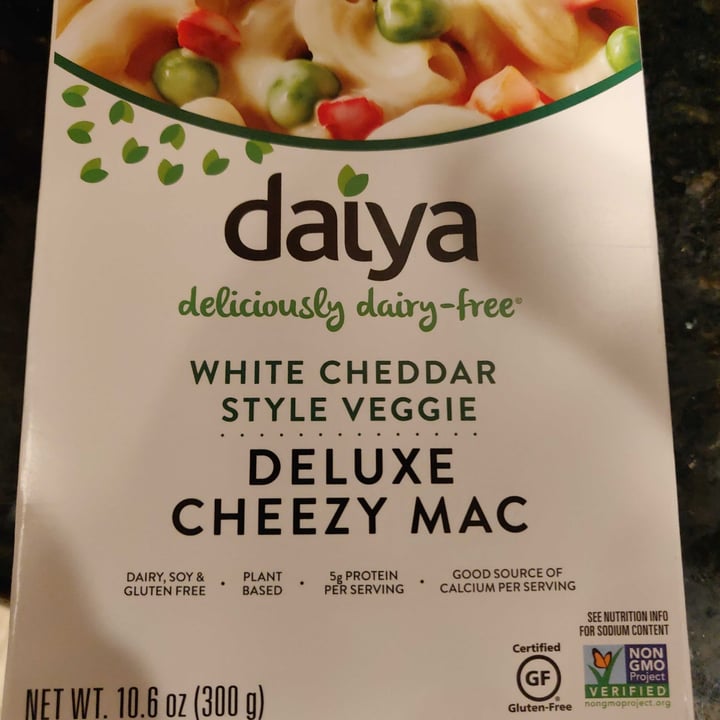 daiya
deliciously dairy-free®
WHITE CHEDDAR
STYLE VEGGIE
DELUXE
CHEEZY MAC
DAIRY, SOY &
GLUTEN FREE
• PLANT
BASED
• 5g PROTEIN
PER SERVING
• GOOD SOURCE OF
CALCIUM PER SERVING
SEE NUTRITION INFO
FOR SODIUM CONTENT
Certified
GF
Gluten-Free
NON
GMO
Project
VERIFIED
nongmoproject.org
NET WT. 10.6 oz (300 g)